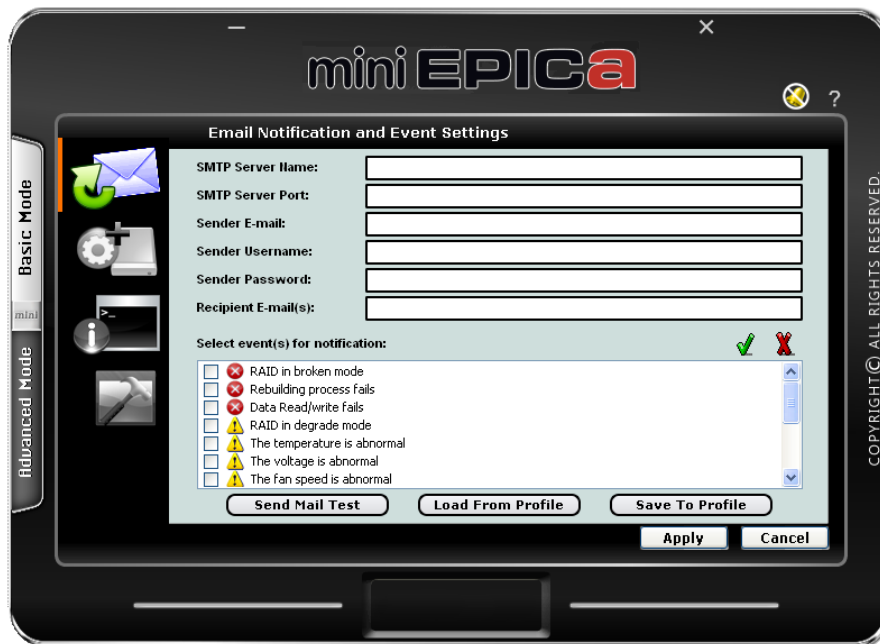 mini EPICa
?
Email Notification and Event Settings
SMTP Server Name:
SMTP Server Port:
Sender E-mail:
Sender Username:
Sender Password:
Recipient E-mail(s):
Select event(s) for notification:
RAID in broken mode
Rebuilding process fails
Data Read/write fails
RAID in degrade mode
The temperature is abnormal
The voltage is abnormal
The fan speed is abnormal
Send Mail Test
Load From Profile
Save To Profile
Apply
Cancel
Basic Mode
mini
Advanced Mode
>_
i
COPYRIGHT© ALL RIGHTS RESERVED.